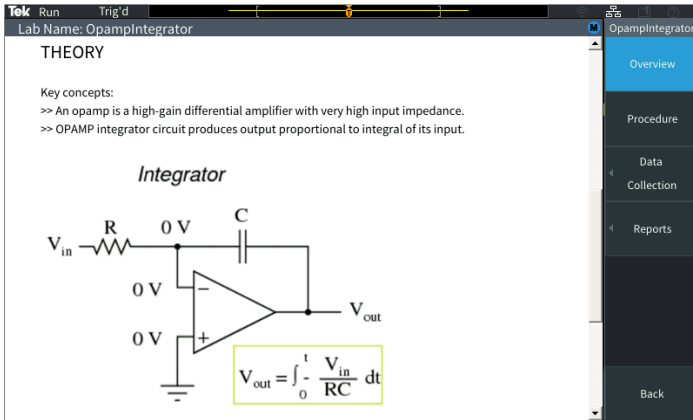 Tek Run Trig'd
Lab Name: OpampIntegrator
M
OpampIntegrator
THEORY
Key concepts:
>> An opamp is a high-gain differential amplifier with very high input impedance.
>> OPAMP integrator circuit produces output proportional to integral of its input.
Integrator
R 0 V C
Vin
0 V
0 V
Vout
Vout = ∫0t - Vin/RC dt
Overview
Procedure
Data
Collection
Reports
Back